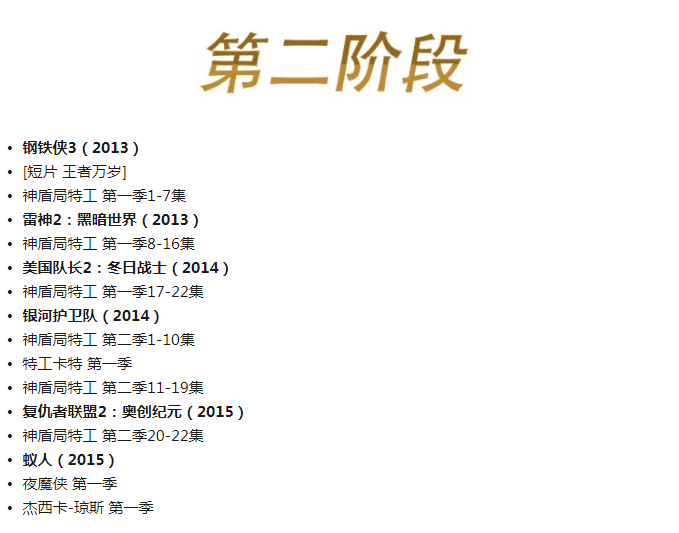 第二阶段
钢铁侠3（2013）
[短片 王者万岁]
神盾局特工 第一季1-7集
雷神2：黑暗世界（2013）
神盾局特工 第一季8-16集
美国队长2：冬日战士（2014）
神盾局特工 第一季17-22集
银河护卫队（2014）
神盾局特工 第二季1-10集
特工卡特 第一季
神盾局特工 第二季11-19集
复仇者联盟2：奥创纪元（2015）
神盾局特工 第二季20-22集
蚁人（2015）
夜魔侠 第一季
杰西卡-琼斯 第一季